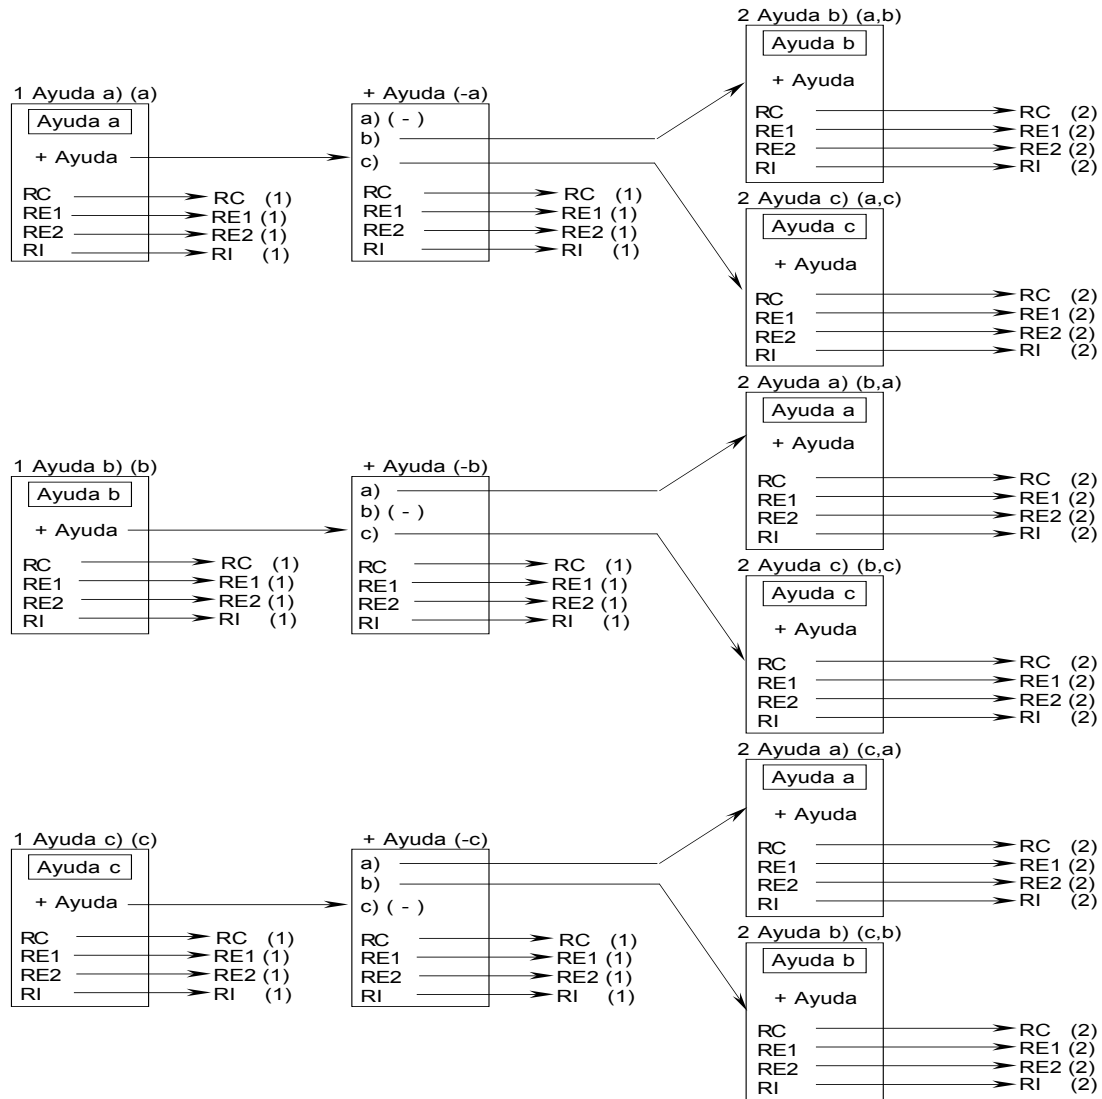 2 Ayuda b) (a,b)
Ayuda b
+ Ayuda
RC RC (2)
RE1 RE1 (2)
RE2 RE2 (2)
RI RI (2)
1 Ayuda a) (a)
Ayuda a
+ Ayuda
RC RC (1)
RE1 RE1 (1)
RE2 RE2 (1)
RI RI (1)
+ Ayuda (-a)
a) ( - )
b)
c)
RC RC (1)
RE1 RE1 (1)
RE2 RE2 (1)
RI RI (1)
2 Ayuda c) (a,c)
Ayuda c
+ Ayuda
RC RC (2)
RE1 RE1 (2)
RE2 RE2 (2)
RI RI (2)
2 Ayuda a) (b,a)
Ayuda a
+ Ayuda
RC RC (2)
RE1 RE1 (2)
RE2 RE2 (2)
RI RI (2)
1 Ayuda b) (b)
Ayuda b
+ Ayuda
RC RC (1)
RE1 RE1 (1)
RE2 RE2 (1)
RI RI (1)
+ Ayuda (-b)
a)
b) ( - )
c)
RC RC (1)
RE1 RE1 (1)
RE2 RE2 (1)
RI RI (1)
2 Ayuda c) (b,c)
Ayuda c
+ Ayuda
RC RC (2)
RE1 RE1 (2)
RE2 RE2 (2)
RI RI (2)
2 Ayuda a) (c,a)
Ayuda a
+ Ayuda
RC RC (2)
RE1 RE1 (2)
RE2 RE2 (2)
RI RI (2)
1 Ayuda c) (c)
Ayuda c
+ Ayuda
RC RC (1)
RE1 RE1 (1)
RE2 RE2 (1)
RI RI (1)
+ Ayuda (-c)
a)
b)
c) ( - )
RC RC (1)
RE1 RE1 (1)
RE2 RE2 (1)
RI RI (1)
2 Ayuda b) (c,b)
Ayuda b
+ Ayuda
RC RC (2)
RE1 RE1 (2)
RE2 RE2 (2)
RI RI (2)